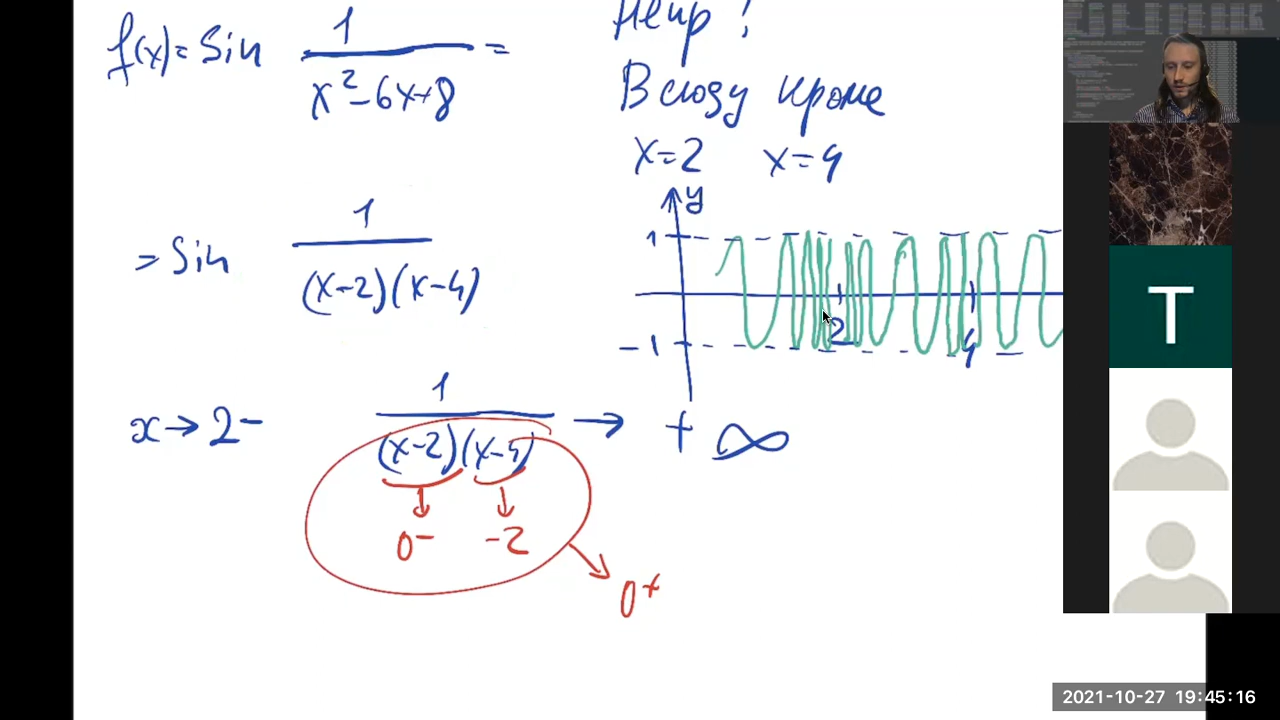 f(x) = Sin 1/(x²-6x+8) =
Непр!
Всюду кроме
x=2 x=4
= Sin 1/((x-2)(x-4))
y
1
-1
2
4
x → 2- 1/((x-2)(x-4)) → +∞
0- -2
0+
T
2021-10-27 19:45:16